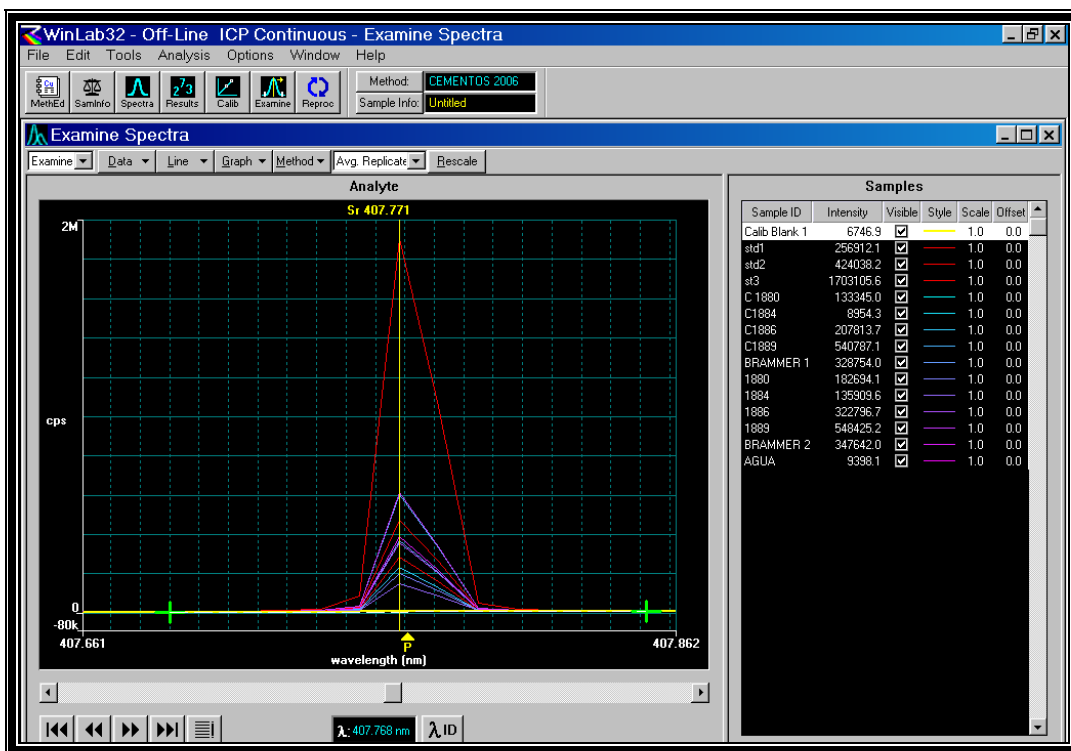 WinLab32 - Off-Line ICP Continuous - Examine Spectra
File Edit Tools Analysis Options Window Help
MethEd SamInfo Spectra Results Calib Examine Reproc
Method: CEMENTOS 2006
Sample Info: Untitled
Examine Spectra
Examine Data Line Graph Method Avg. Replicate Rescale
Analyte
Sr 407.771
2M
cps
0
-80k
407.661 P 407.862
wavelength (nm)
λ: 407.768 nm λ ID
Samples
Sample ID Intensity Visible Style Scale Offset
Calib Blank 1 6746.9 1.0 0.0
std1 256912.1 1.0 0.0
std2 424038.2 1.0 0.0
st3 1703105.6 1.0 0.0
C 1880 133345.0 1.0 0.0
C1884 8954.3 1.0 0.0
C1886 207813.7 1.0 0.0
C1889 540787.1 1.0 0.0
BRAMMER 1 328754.0 1.0 0.0
1880 182694.1 1.0 0.0
1884 135909.6 1.0 0.0
1886 322796.7 1.0 0.0
1889 548425.2 1.0 0.0
BRAMMER 2 347642.0 1.0 0.0
AGUA 9398.1 1.0 0.0